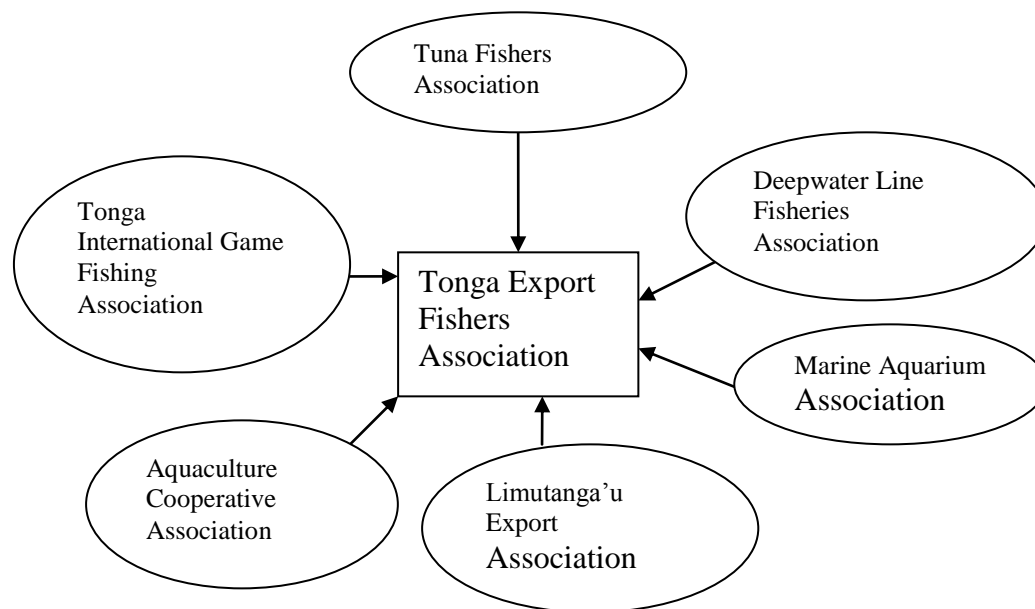 Tuna Fishers
Association
Deepwater Line
Fisheries
Association
Tonga
International Game
Fishing
Association
Tonga Export
Fishers
Association
Marine Aquarium
Association
Aquaculture
Cooperative
Association
Limutanga’u
Export
Association